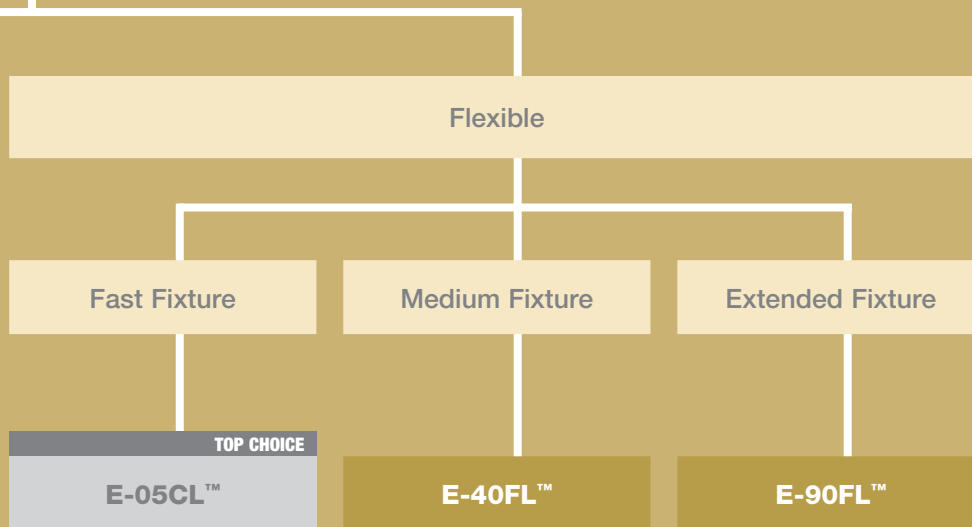 Flexible
Fast Fixture
Medium Fixture
Extended Fixture
TOP CHOICE
E-05CL™
E-40FL™
E-90FL™